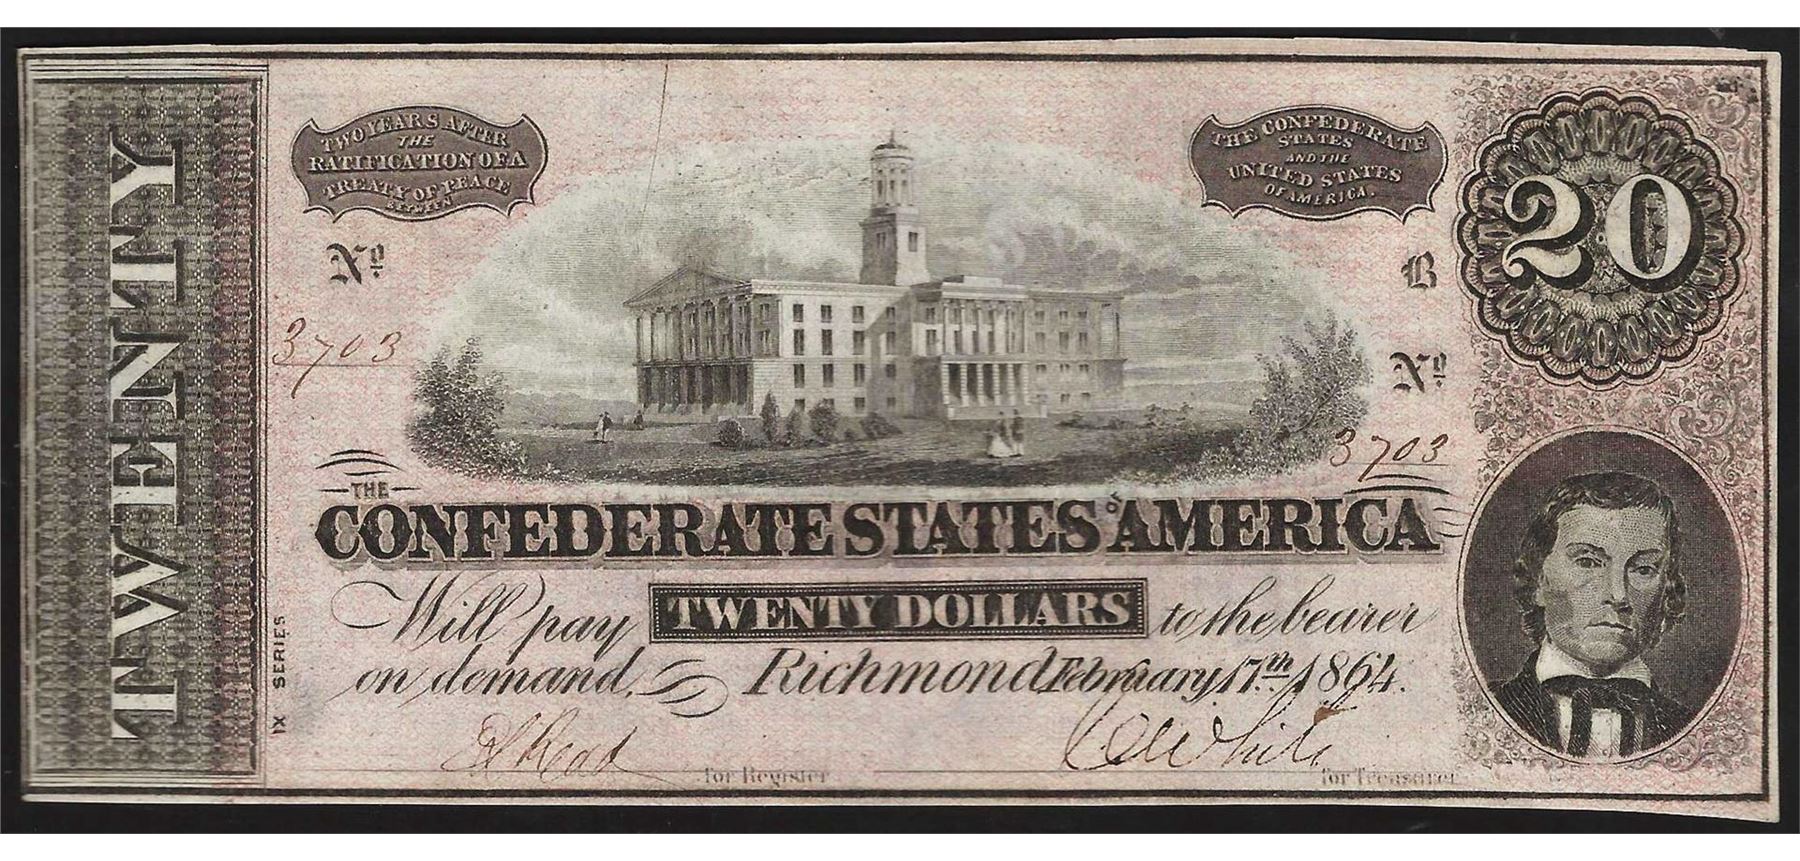 TWENTY
TWO YEARS AFTER
THE
RATIFICATION OF A
TREATY OF PEACE
BETWEEN
THE CONFEDERATE
STATES
AND THE
UNITED STATES
OF AMERICA.
20
No.
3703
B
No.
3703
THE
CONFEDERATE STATES OF AMERICA
Will pay TWENTY DOLLARS to the bearer
on demand. Richmond February 17th. 1864.
IX SERIES
for Register
for Treasurer